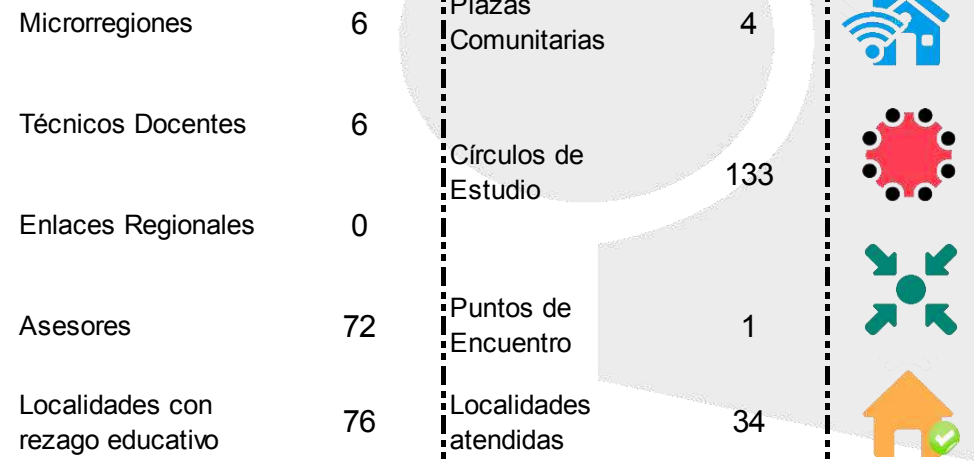 Microrregiones 6
Técnicos Docentes 6
Enlaces Regionales 0
Asesores 72
Localidades con
rezago educativo 76
Plazas
Comunitarias 4
Círculos de
Estudio 133
Puntos de
Encuentro 1
Localidades
atendidas 34